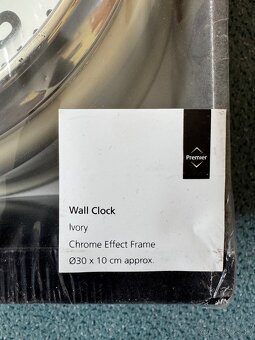 Premier
Wall Clock
Ivory
Chrome Effect Frame
Ø30 x 10 cm approx.